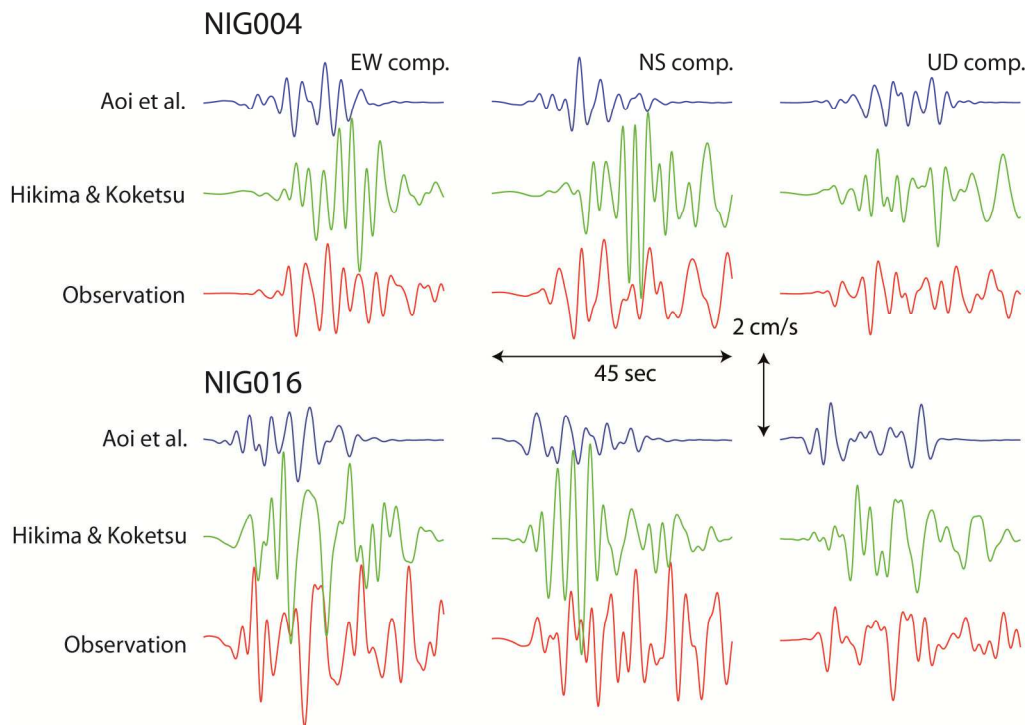 NIG004
EW comp. NS comp. UD comp.
Aoi et al.
Hikima & Koketsu
Observation
2 cm/s
45 sec
NIG016
Aoi et al.
Hikima & Koketsu
Observation